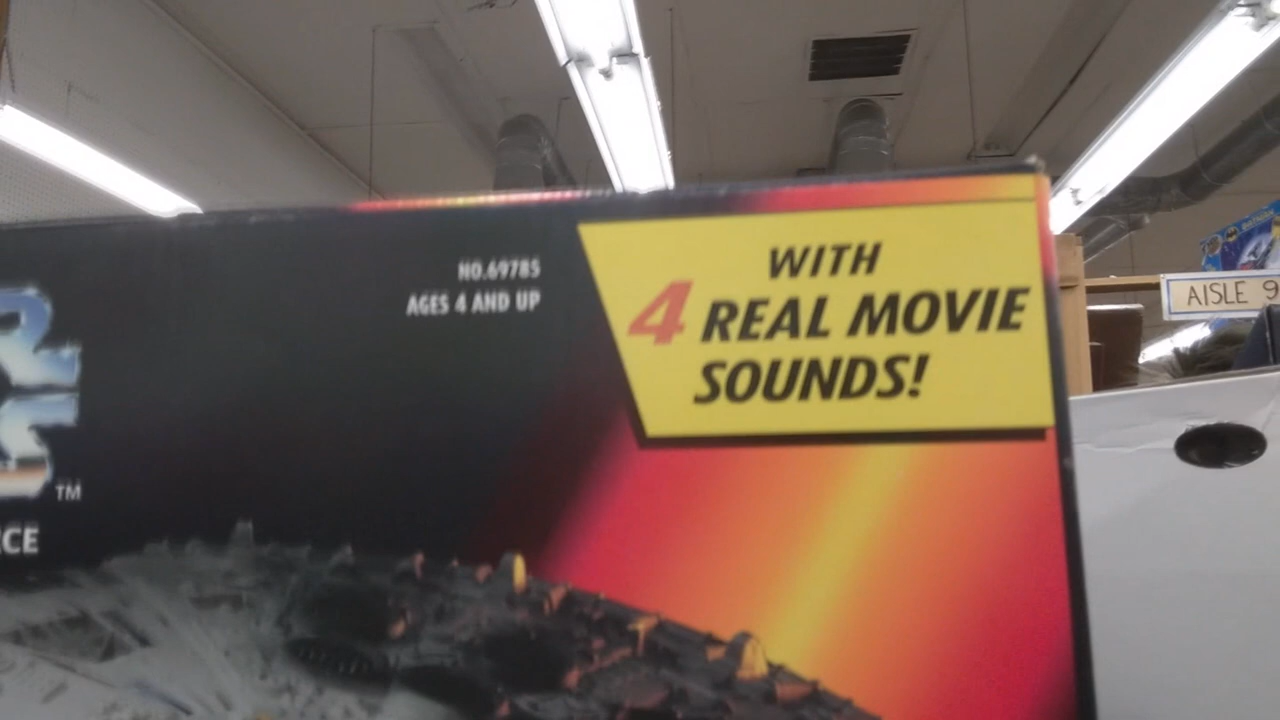 NO.69785
AGES 4 AND UP
WITH
4 REAL MOVIE
SOUNDS!
AISLE 9
TM